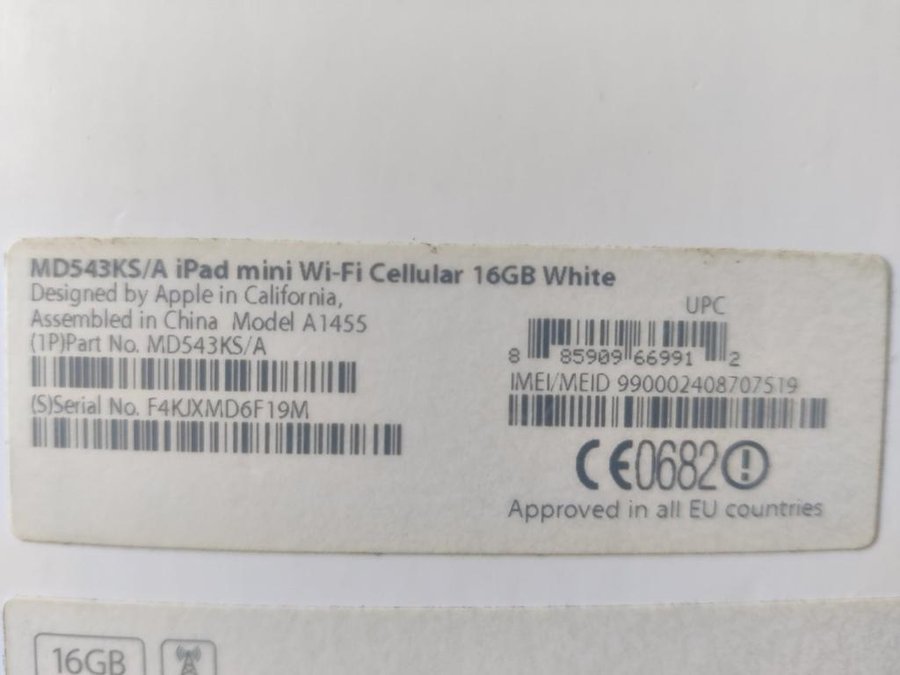 MD543KS/A iPad mini Wi-Fi Cellular 16GB White
Designed by Apple in California,
Assembled in China Model A1455
(1P)Part No. MD543KS/A
(S)Serial No. F4KJXMD6F19M
UPC
8 85909 66991 2
IMEI/MEID 990002408707519
CE0682
Approved in all EU countries
16GB